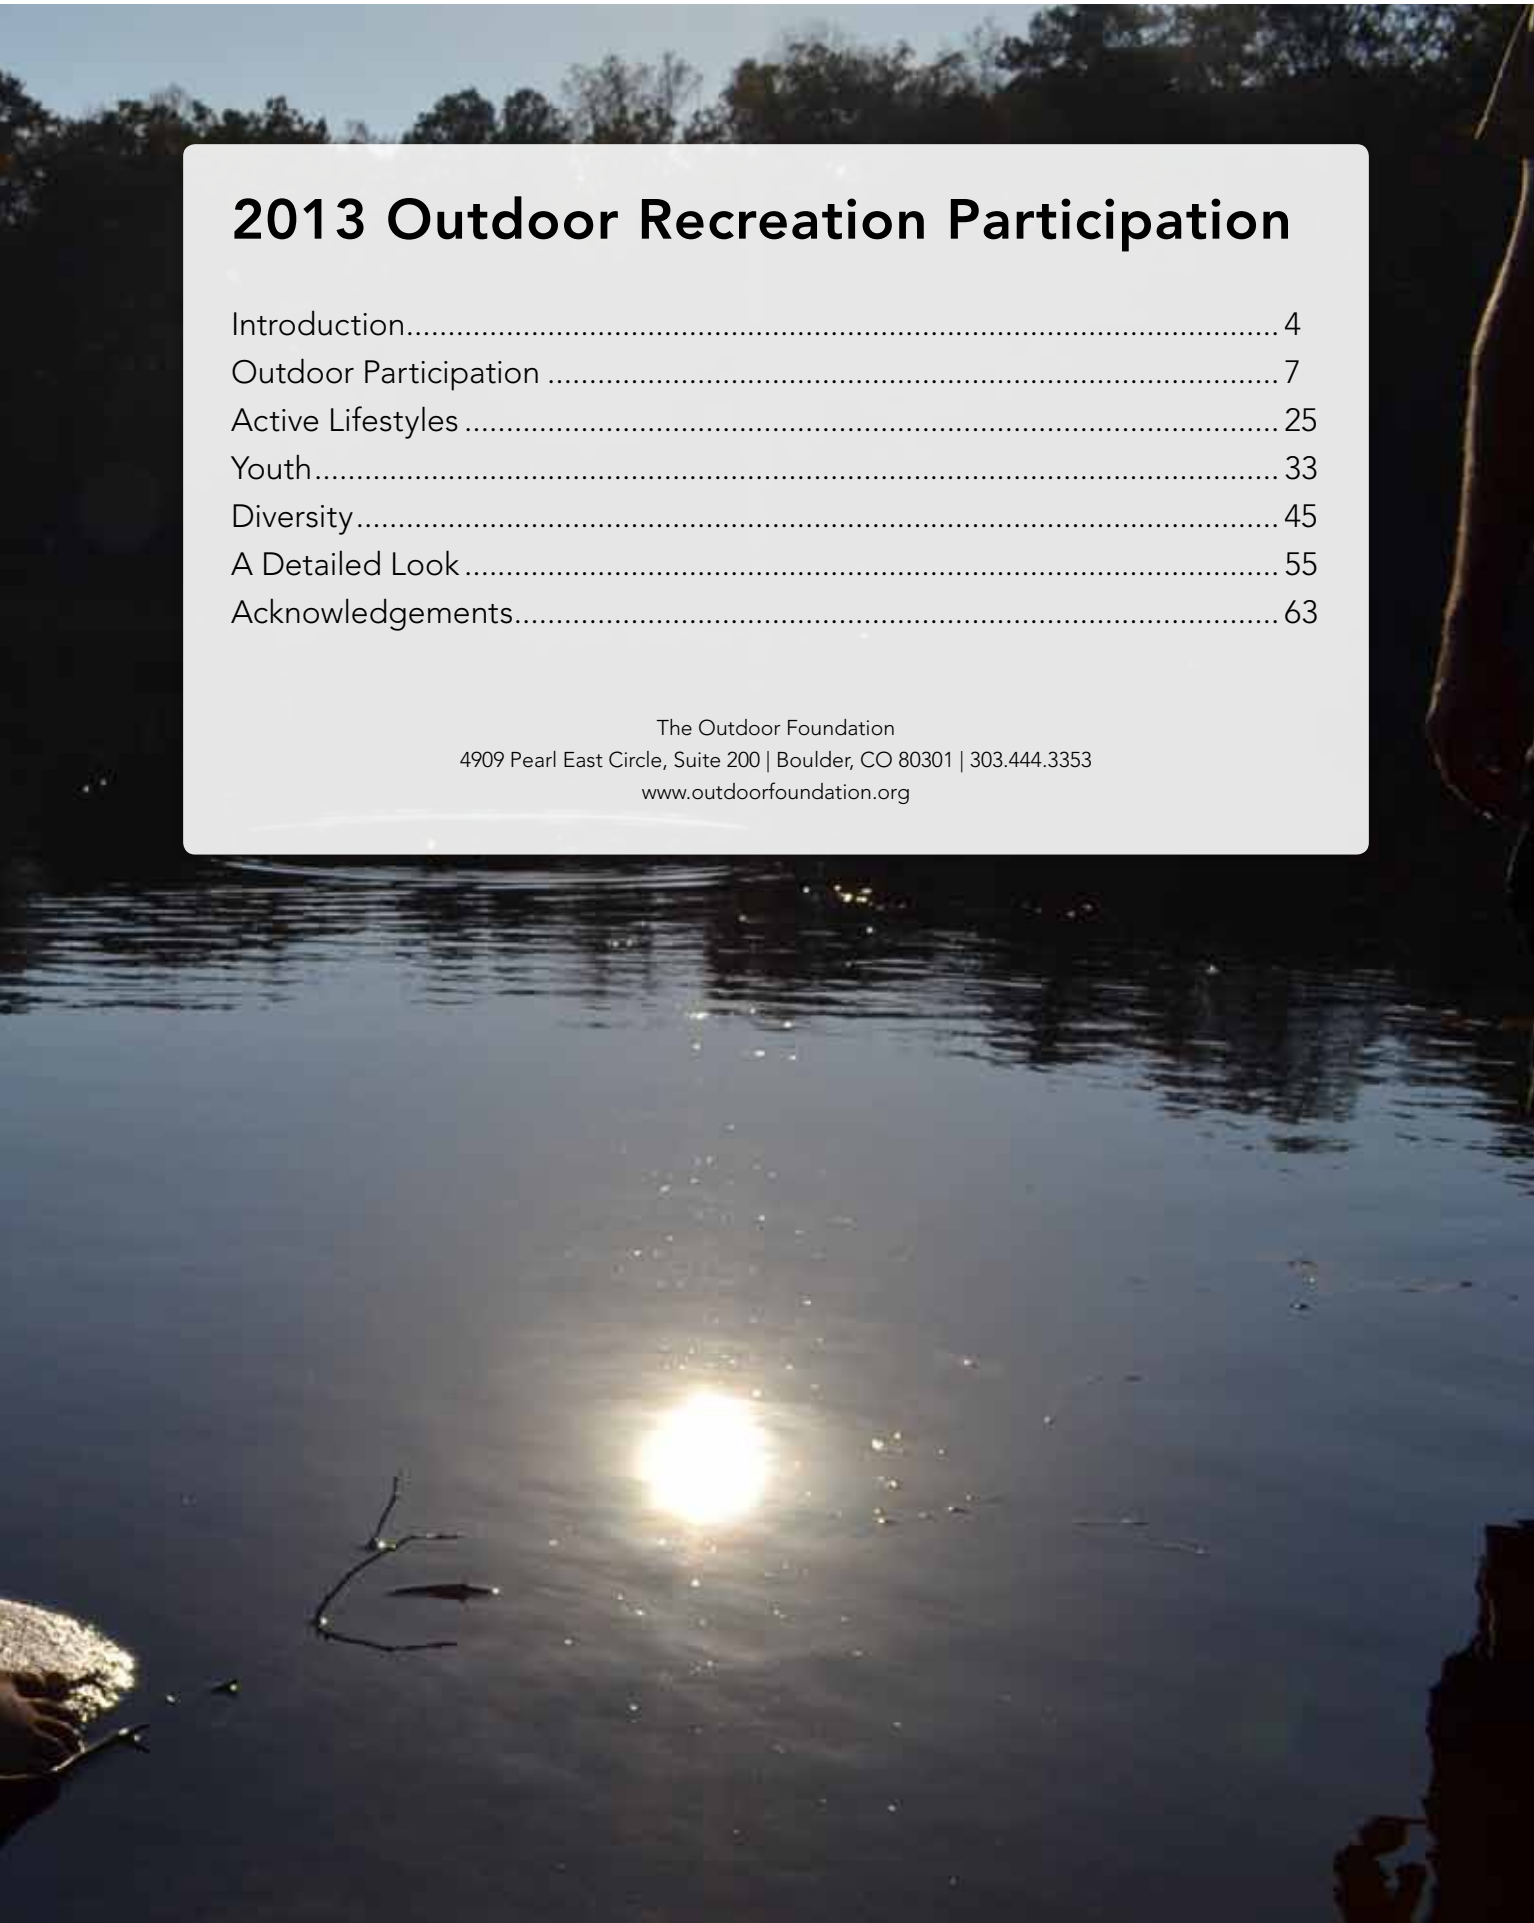 2013 Outdoor Recreation Participation
Introduction........................................................................................................ 4
Outdoor Participation ....................................................................................... 7
Active Lifestyles ................................................................................................. 25
Youth................................................................................................................... 33
Diversity.............................................................................................................. 45
A Detailed Look ................................................................................................. 55
Acknowledgements........................................................................................... 63
The Outdoor Foundation
4909 Pearl East Circle, Suite 200 | Boulder, CO 80301 | 303.444.3353
www.outdoorfoundation.org